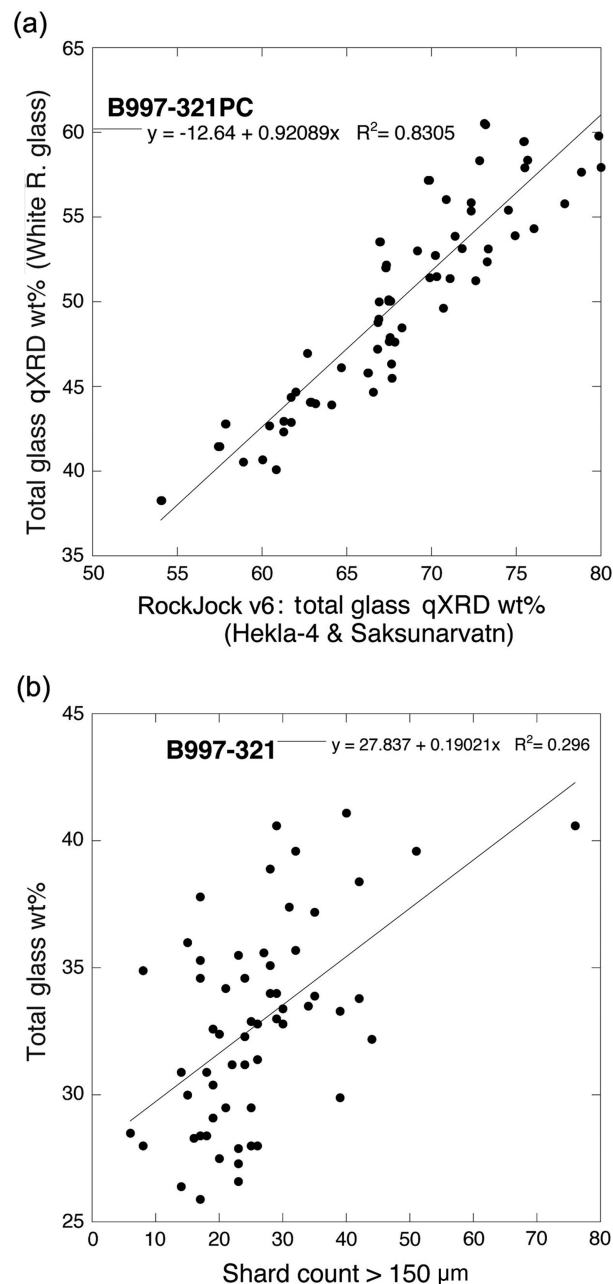 (a)
65
60
55
50
45
40
35
Total glass qXRD wt% (White R. glass)
B997-321PC
y = -12.64 + 0.92089x R²= 0.8305
50 55 60 65 70 75 80
RockJock v6: total glass qXRD wt%
(Hekla-4 & Saksunarvatn)
(b)
45
40
35
30
25
Total glass wt%
B997-321
y = 27.837 + 0.19021x R²= 0.296
0 10 20 30 40 50 60 70 80
Shard count > 150 µm